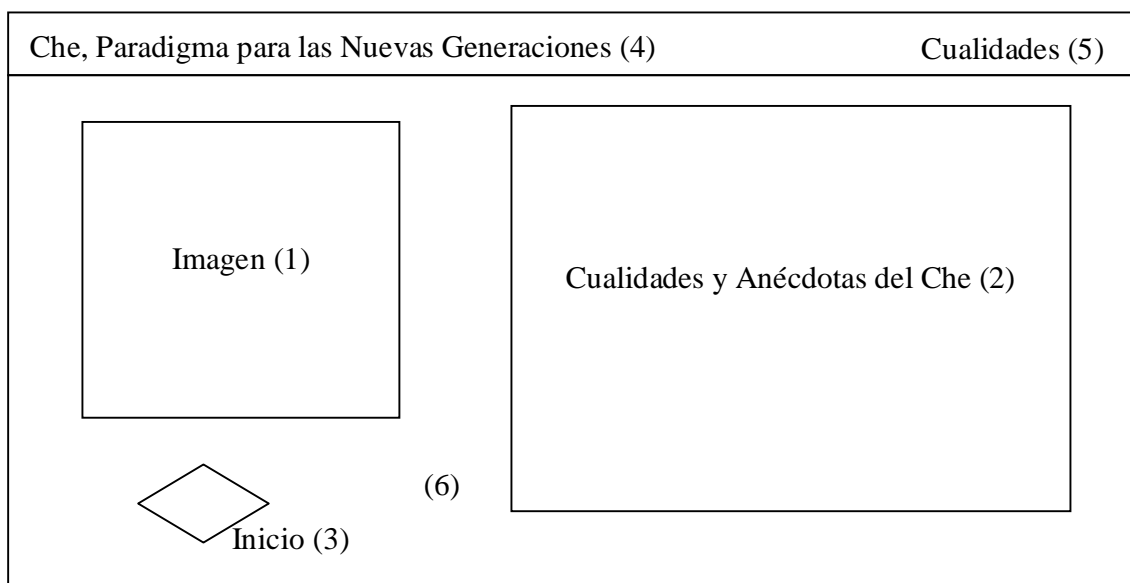 Che, Paradigma para las Nuevas Generaciones (4)
Cualidades (5)
Imagen (1)
Cualidades y Anécdotas del Che (2)
(6)
Inicio (3)